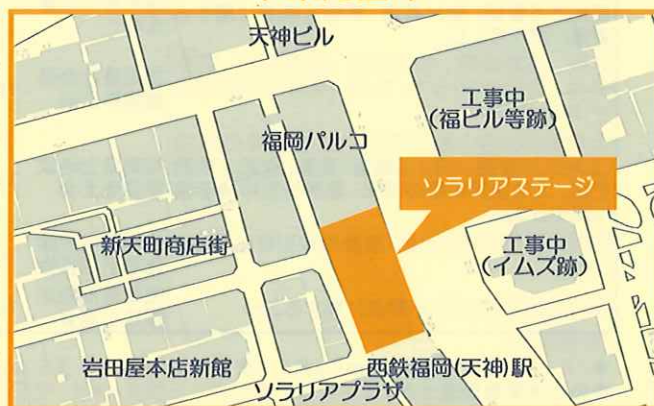 天神ビル
工事中
(福ビル等跡)
福岡パルコ
ソラリアステージ
新天町商店街
工事中
(イムズ跡)
岩田屋本店新館
西鉄福岡(天神)駅
ソラリアプラザ